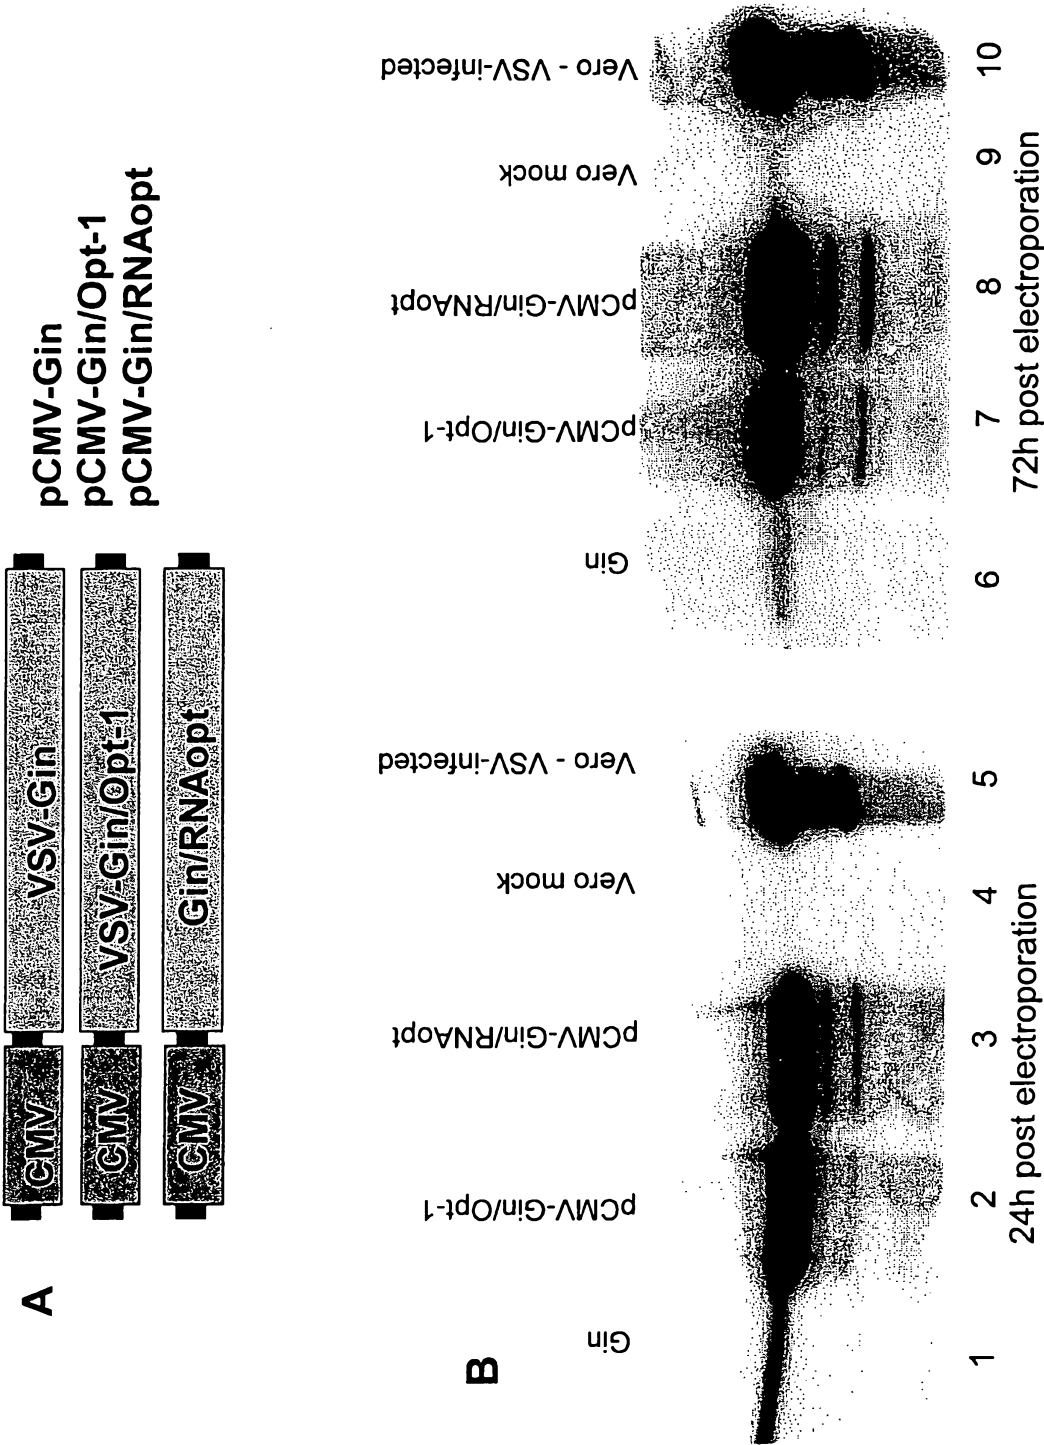 A
CMV VSV-Gin pCMV-Gin
CMV VSV-Gin/Opt-1 pCMV-Gin/Opt-1
CMV Gin/RNAopt pCMV-Gin/RNAopt
B
Gin
pCMV-Gin/Opt-1
pCMV-Gin/RNAopt
Vero mock
Vero - VSV-infected
Gin
pCMV-Gin/Opt-1
pCMV-Gin/RNAopt
Vero mock
Vero - VSV-infected
1 2 3 4 5 6 7 8 9 10
24h post electroporation 72h post electroporation